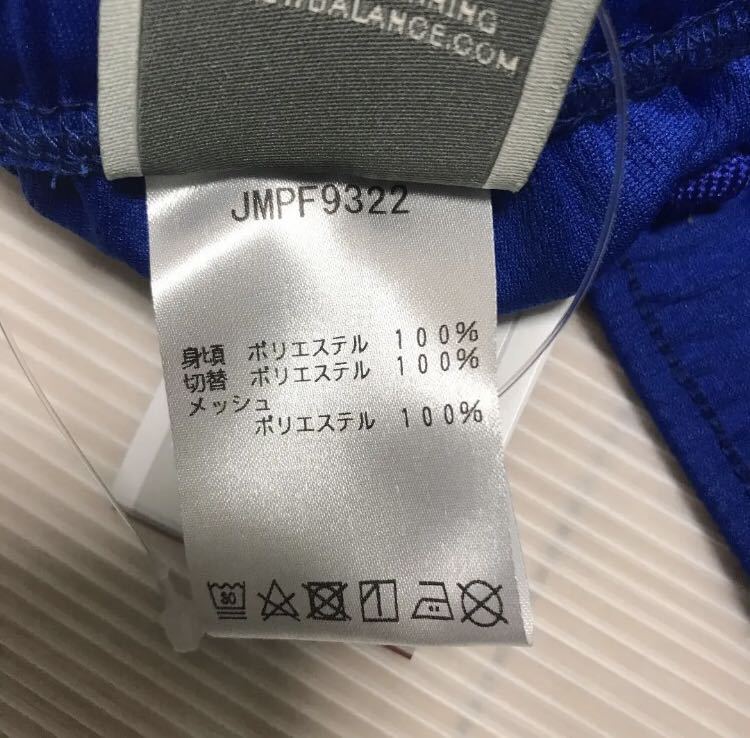 JMPF9322
身頃 ポリエステル 100%
切替 ポリエステル 100%
メッシュ
ポリエステル 100%
30